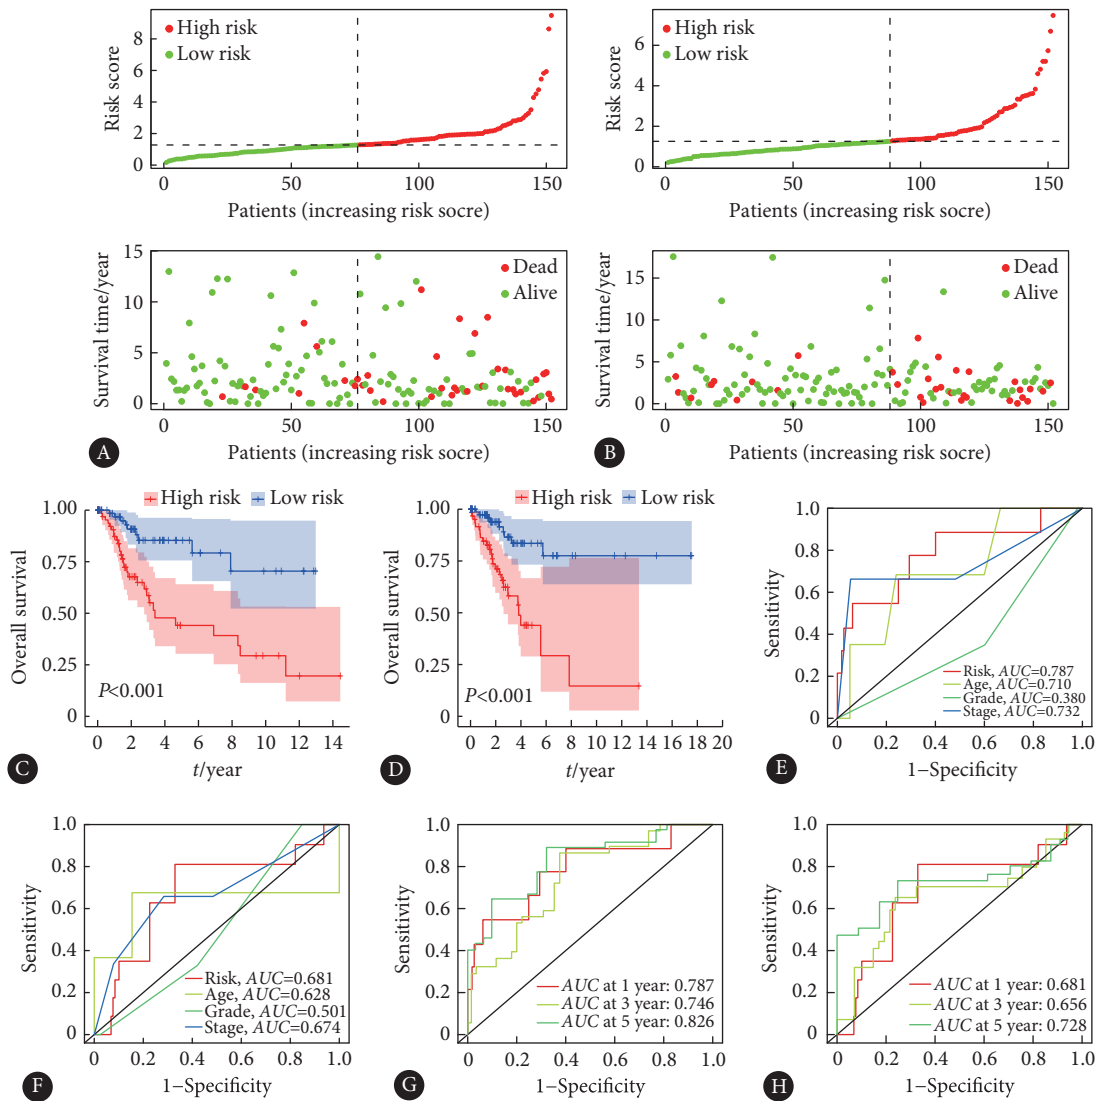 High risk
Low risk
Risk score
8
6
4
2
0
0 50 100 150
Patients (increasing risk socre)
High risk
Low risk
Risk score
6
4
2
0
0 50 100 150
Patients (increasing risk socre)
Dead
Alive
Survival time/year
15
10
5
0
0 50 100 150
Patients (increasing risk socre)
A
Dead
Alive
Survival time/year
15
10
5
0
0 50 100 150
Patients (increasing risk socre)
B
High risk Low risk
Overall survival
1.00
0.75
0.50
0.25
0
P<0.001
0 2 4 6 8 10 12 14
t/year
C
High risk Low risk
Overall survival
1.00
0.75
0.50
0.25
0
P<0.001
0 2 4 6 8 10 12 14 16 18 20
t/year
D
Sensitivity
1.0
0.8
0.6
0.4
0.2
0
Risk, AUC=0.787
Age, AUC=0.710
Grade, AUC=0.380
Stage, AUC=0.732
0 0.2 0.4 0.6 0.8 1.0
1−Specificity
E
Sensitivity
1.0
0.8
0.6
0.4
0.2
0
Risk, AUC=0.681
Age, AUC=0.628
Grade, AUC=0.501
Stage, AUC=0.674
0 0.2 0.4 0.6 0.8 1.0
1−Specificity
F
Sensitivity
1.0
0.8
0.6
0.4
0.2
0
AUC at 1 year: 0.787
AUC at 3 year: 0.746
AUC at 5 year: 0.826
0 0.2 0.4 0.6 0.8 1.0
1−Specificity
G
Sensitivity
1.0
0.8
0.6
0.4
0.2
0
AUC at 1 year: 0.681
AUC at 3 year: 0.656
AUC at 5 year: 0.728
0 0.2 0.4 0.6 0.8 1.0
1−Specificity
H